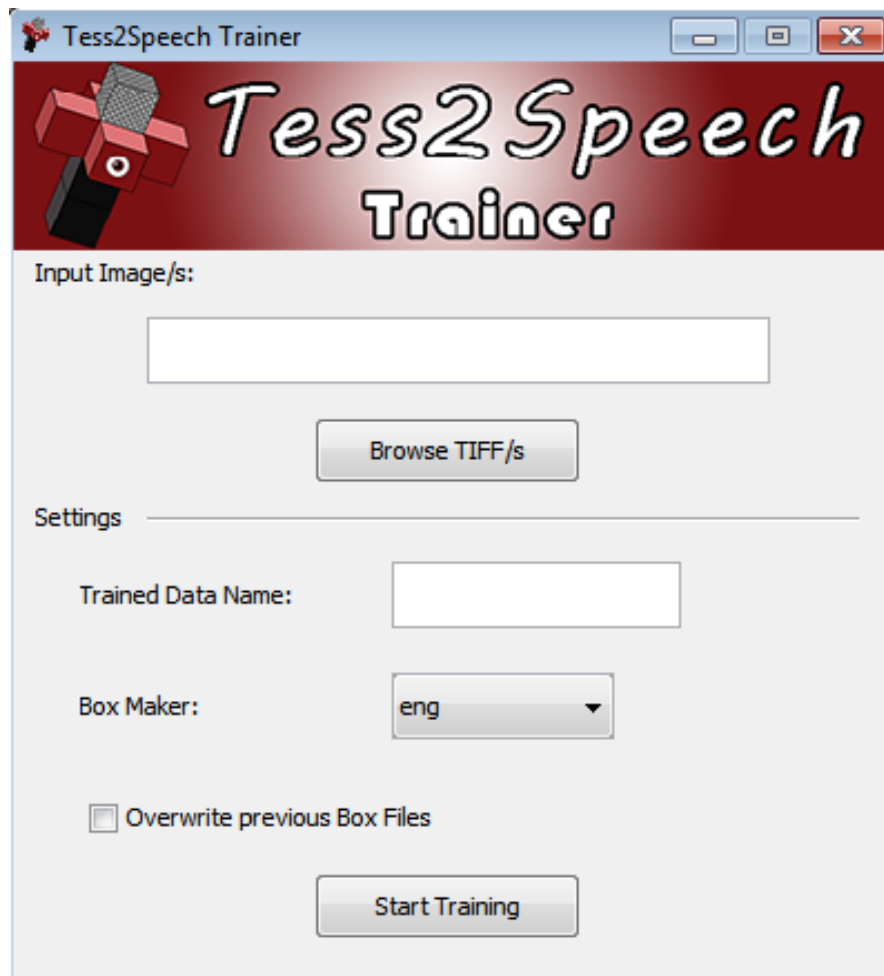 Tess2Speech Trainer
Tess2Speech
Trainer
Input Image/s:
Browse TIFF/s
Settings
Trained Data Name:
Box Maker:
eng
Overwrite previous Box Files
Start Training